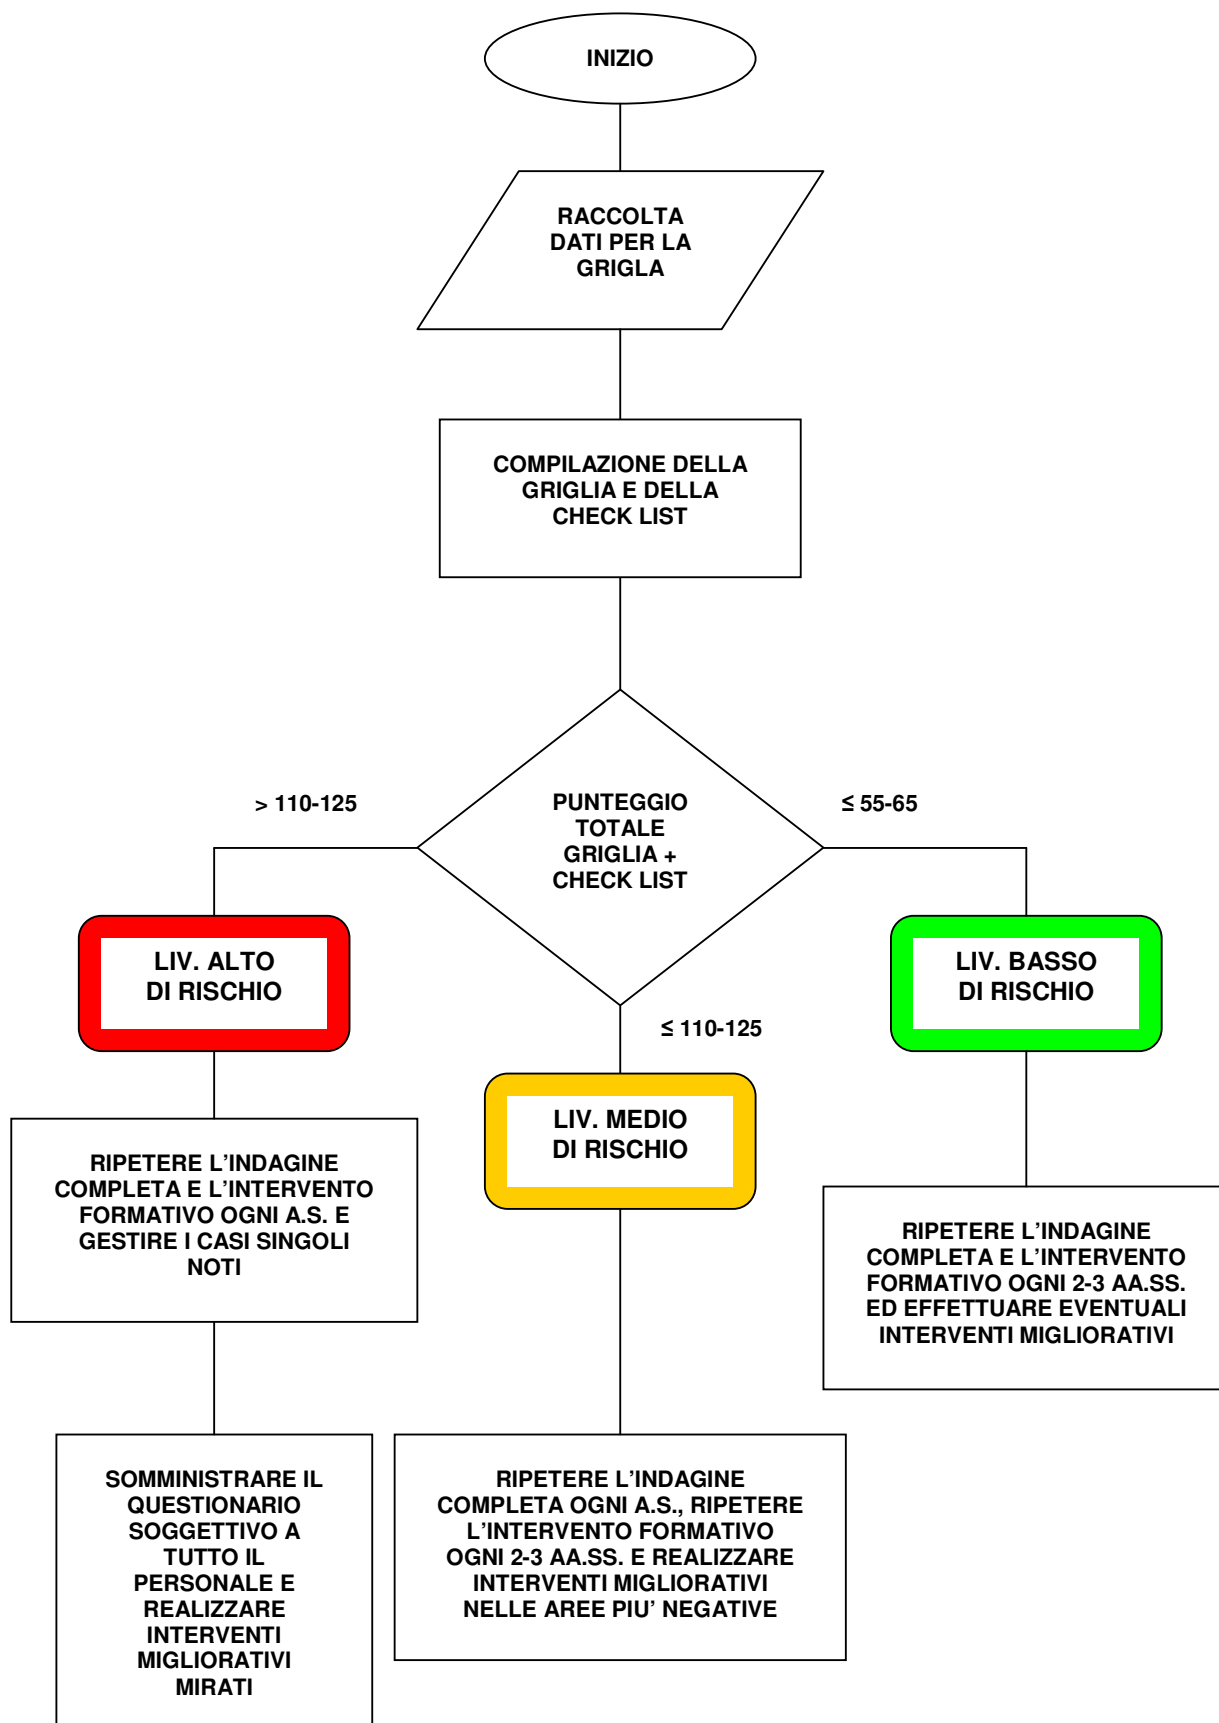 INIZIO
RACCOLTA
DATI PER LA
GRIGLA
COMPILAZIONE DELLA
GRIGLIA E DELLA
CHECK LIST
> 110-125
PUNTEGGIO
TOTALE
GRIGLIA +
CHECK LIST
≤ 55-65
LIV. ALTO
DI RISCHIO
LIV. BASSO
DI RISCHIO
≤ 110-125
LIV. MEDIO
DI RISCHIO
RIPETERE L’INDAGINE
COMPLETA E L’INTERVENTO
FORMATIVO OGNI A.S. E
GESTIRE I CASI SINGOLI
NOTI
RIPETERE L’INDAGINE
COMPLETA E L’INTERVENTO
FORMATIVO OGNI 2-3 AA.SS.
ED EFFETTUARE EVENTUALI
INTERVENTI MIGLIORATIVI
SOMMINISTRARE IL
QUESTIONARIO
SOGGETTIVO A
TUTTO IL
PERSONALE E
REALIZZARE
INTERVENTI
MIGLIORATIVI
MIRATI
RIPETERE L’INDAGINE
COMPLETA OGNI A.S., RIPETERE
L’INTERVENTO FORMATIVO
OGNI 2-3 AA.SS. E REALIZZARE
INTERVENTI MIGLIORATIVI
NELLE AREE PIU’ NEGATIVE